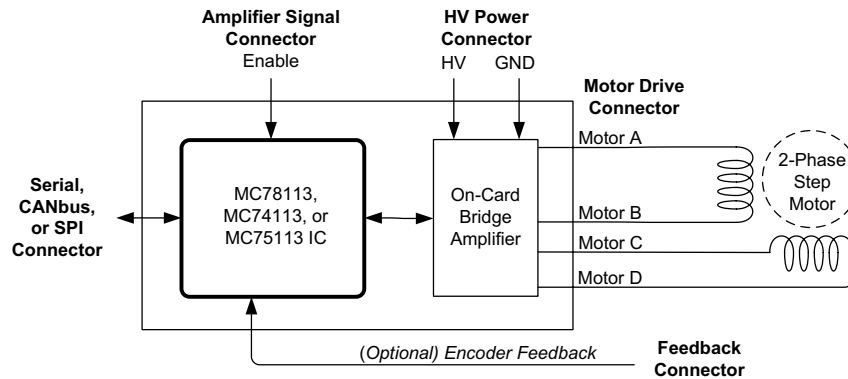 Amplifier Signal
Connector
Enable
HV Power
Connector
HV GND
Motor Drive
Connector
Motor A
2-Phase
Step
Motor
Serial,
CANbus,
or SPI
Connector
MC78113,
MC74113, or
MC75113 IC
On-Card
Bridge
Amplifier
Motor B
Motor C
Motor D
(Optional) Encoder Feedback
Feedback
Connector